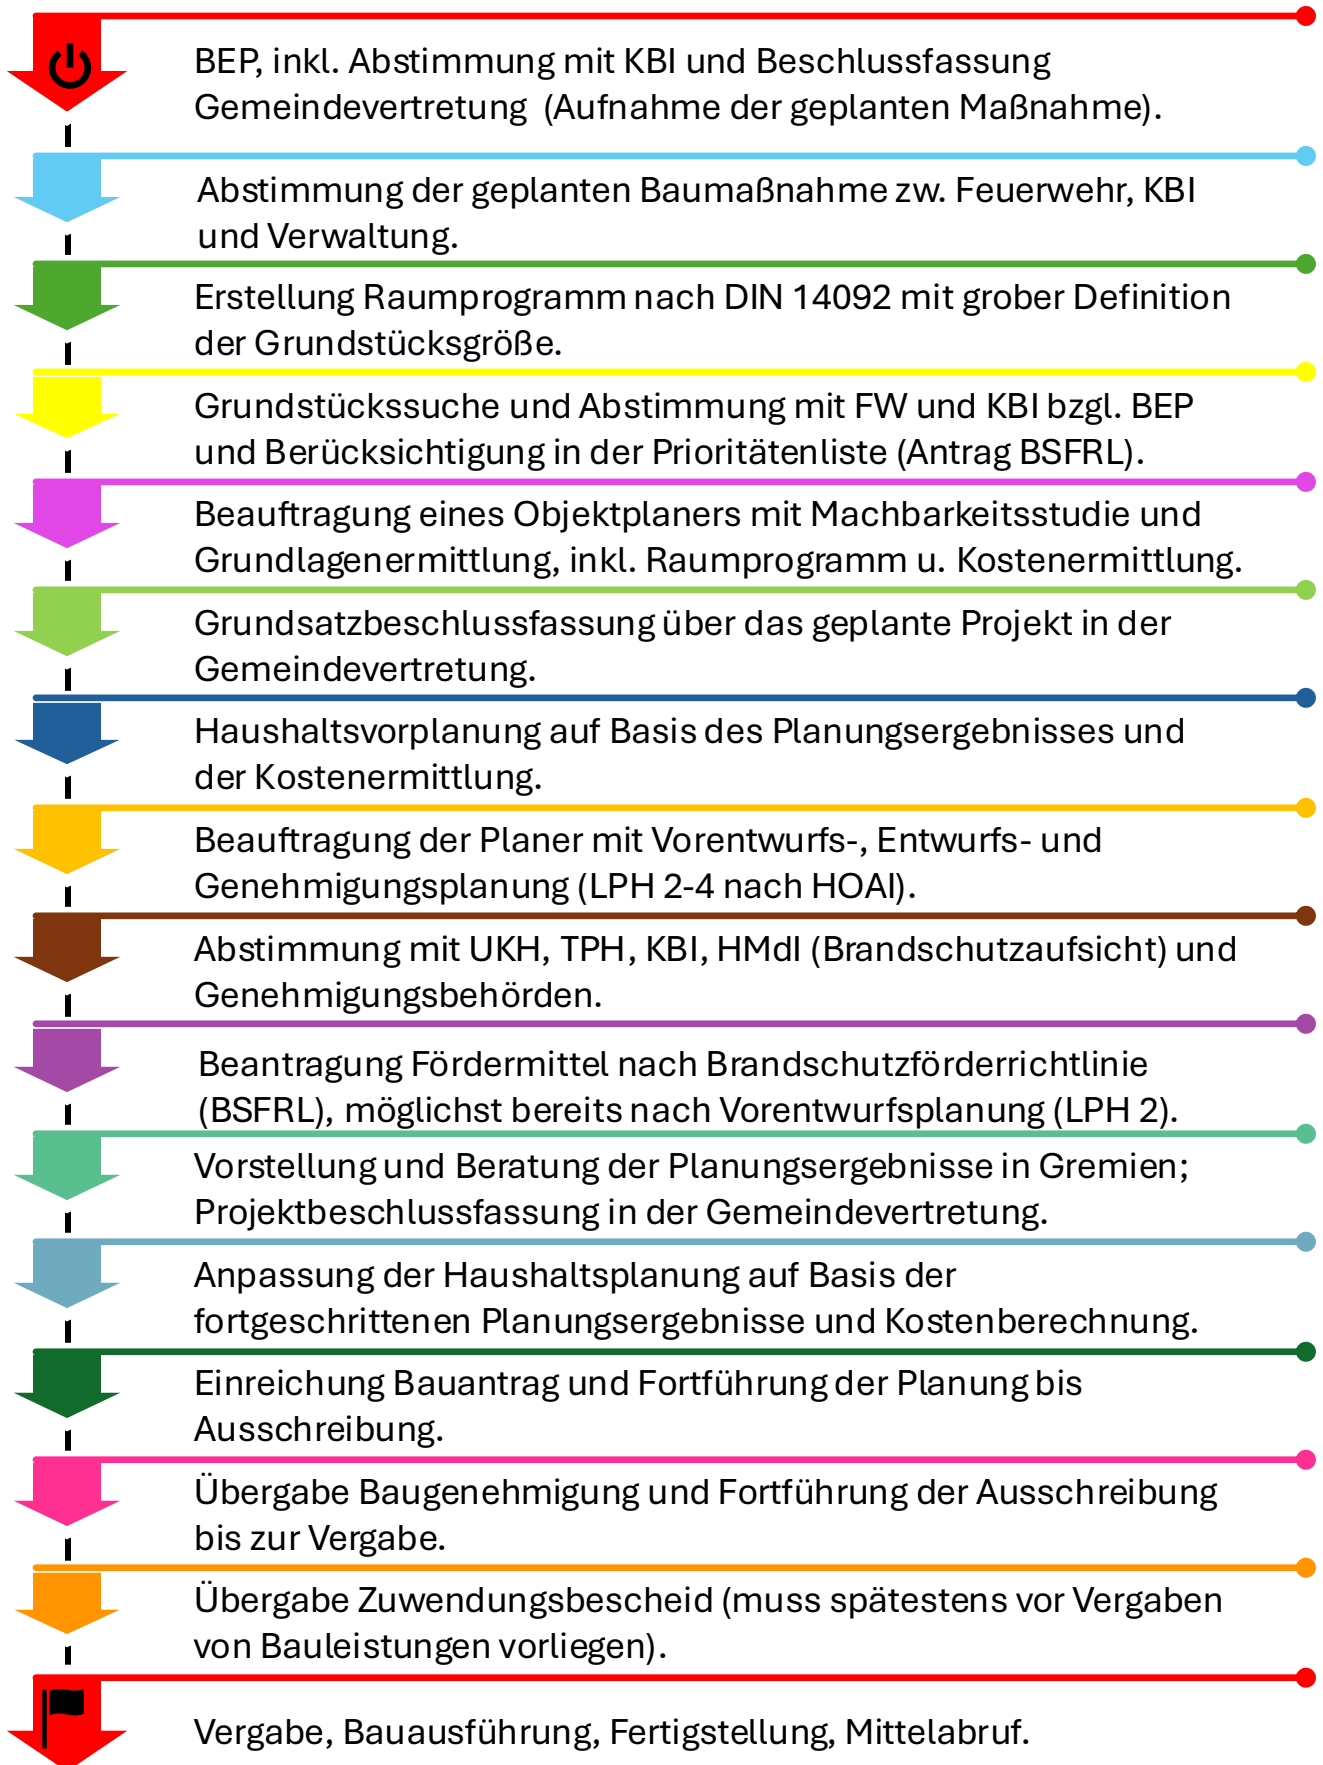 BEP, inkl. Abstimmung mit KBI und Beschlussfassung
Gemeindevertretung (Aufnahme der geplanten Maßnahme).
Abstimmung der geplanten Baumaßnahme zw. Feuerwehr, KBI
und Verwaltung.
Erstellung Raumprogramm nach DIN 14092 mit grober Definition
der Grundstücksgröße.
Grundstückssuche und Abstimmung mit FW und KBI bzgl. BEP
und Berücksichtigung in der Prioritätenliste (Antrag BSFRL).
Beauftragung eines Objektplaners mit Machbarkeitsstudie und
Grundlagenermittlung, inkl. Raumprogramm u. Kostenermittlung.
Grundsatzbeschlussfassung über das geplante Projekt in der
Gemeindevertretung.
Haushaltsvorplanung auf Basis des Planungsergebnisses und
der Kostenermittlung.
Beauftragung der Planer mit Vorentwurfs-, Entwurfs- und
Genehmigungsplanung (LPH 2-4 nach HOAI).
Abstimmung mit UKH, TPH, KBI, HMdI (Brandschutzaufsicht) und
Genehmigungsbehörden.
Beantragung Fördermittel nach Brandschutzförderrichtlinie
(BSFRL), möglichst bereits nach Vorentwurfsplanung (LPH 2).
Vorstellung und Beratung der Planungsergebnisse in Gremien;
Projektbeschlussfassung in der Gemeindevertretung.
Anpassung der Haushaltsplanung auf Basis der
fortgeschrittenen Planungsergebnisse und Kostenberechnung.
Einreichung Bauantrag und Fortführung der Planung bis
Ausschreibung.
Übergabe Baugenehmigung und Fortführung der Ausschreibung
bis zur Vergabe.
Übergabe Zuwendungsbescheid (muss spätestens vor Vergaben
von Bauleistungen vorliegen).
Vergabe, Bauausführung, Fertigstellung, Mittelabruf.